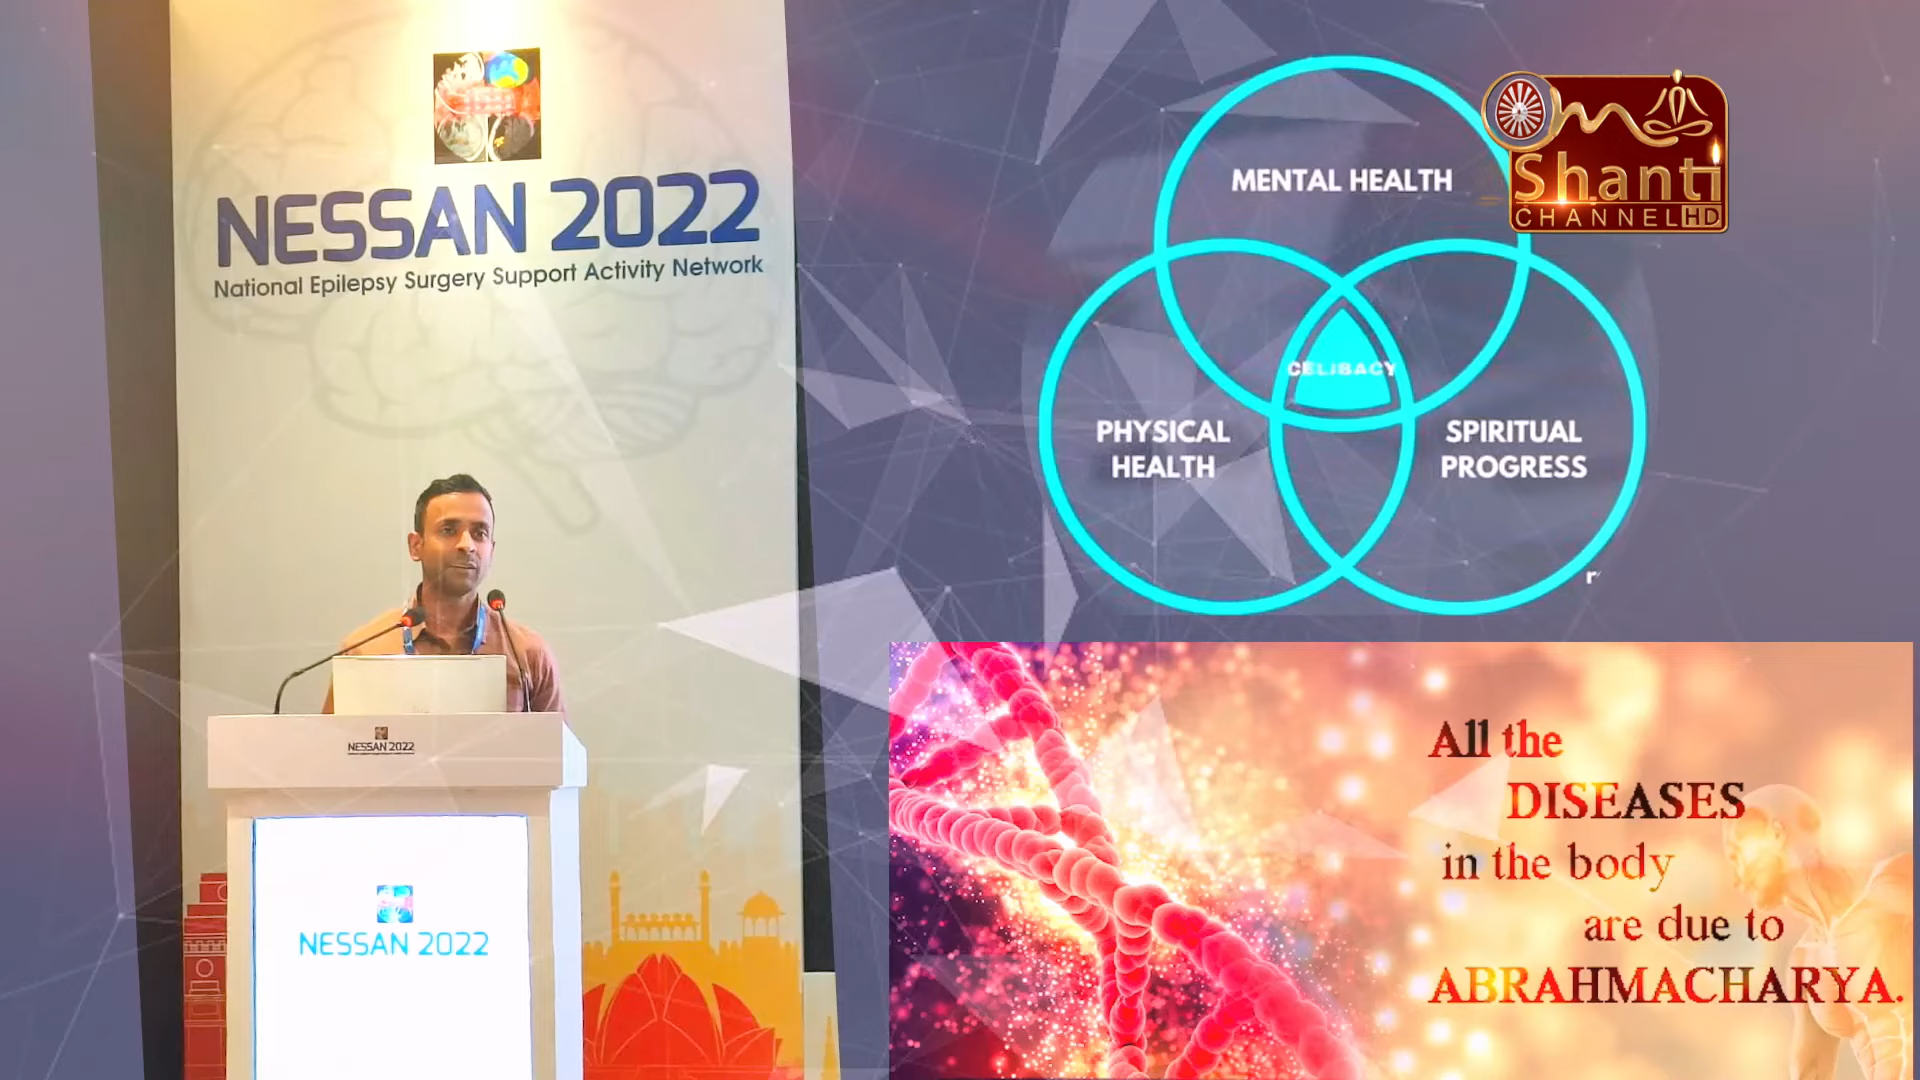 NESSAN 2022
National Epilepsy Surgery Support Activity Network
NESSAN 2022
NESSAN 2022
MENTAL HEALTH
CELIBACY
PHYSICAL
HEALTH
SPIRITUAL
PROGRESS
r
Om
Shanti
CHANNEL HD
All the
DISEASES
in the body
are due to
ABRAHMACHARYA.